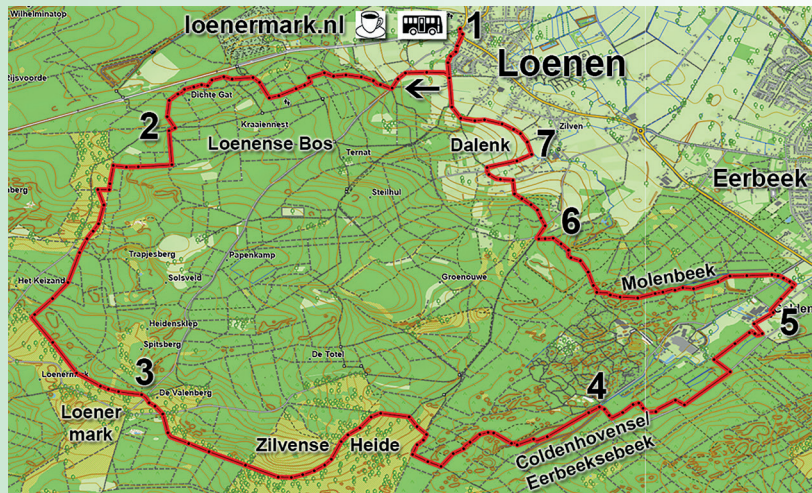 Wilhelminatop
loenermark.nl
1
Loenen
Dichte Gat
2
Kraaiennest
Loenense Bos
Ternat
Dalenk
7
Zilven
Eerbeek
Steilhul
6
Trapjesberg
Papenkamp
Solsveld
Groenouwe
Molenbeek
Het Keizand
Heidensklep
Spitsberg
5
De Totel
3
4
De Valenberg
Loener
mark
Zilvense Heide
Coldenhovense/
Eerbeeksebeek